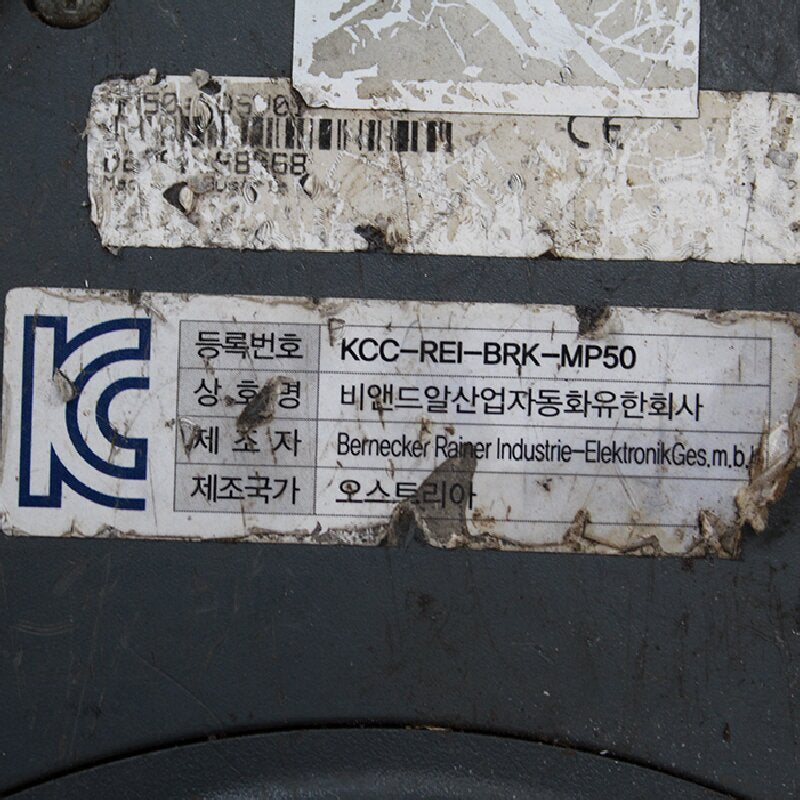 CE
KC
등록번호 KCC-REI-BRK-MP50
상호명 비앤드알산업자동화유한회사
제조자 Bernecker Rainer Industrie-ElektronikGes.m.b.
제조국가 오스트리아